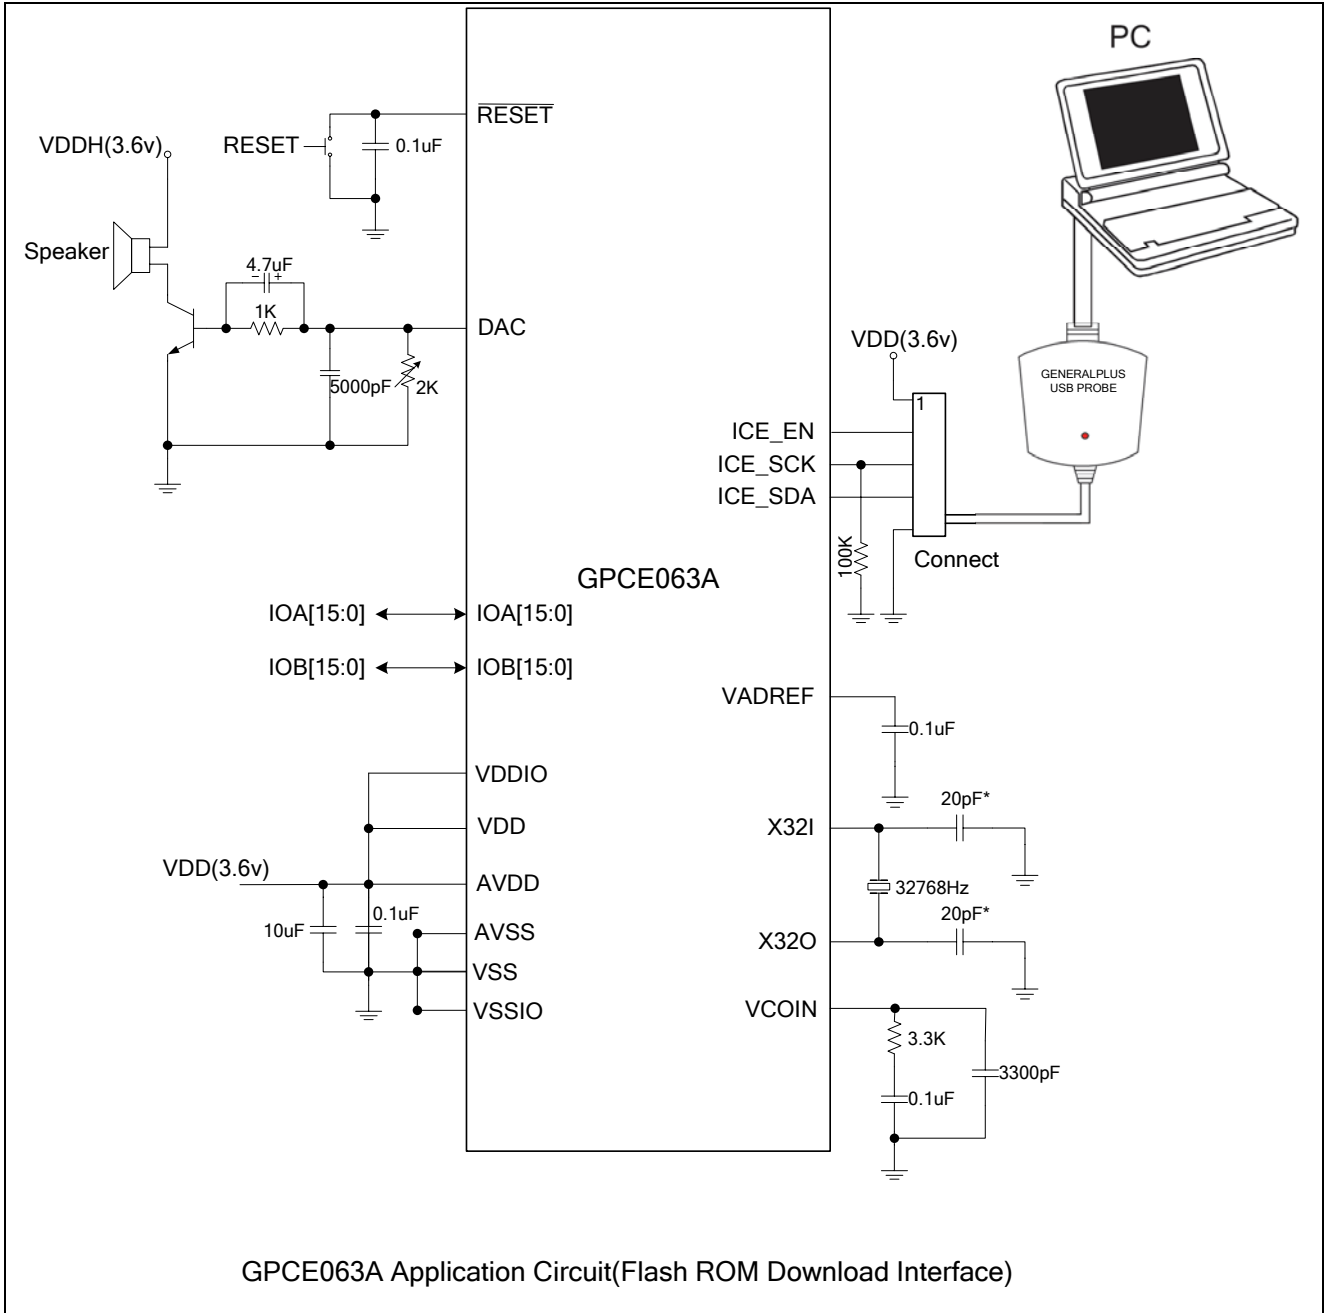 PC
RESET
RESET
0.1uF
VDDH(3.6v)
Speaker
4.7uF
- +
1K
DAC
5000pF
2K
VDD(3.6v)
1
GENERALPLUS
USB PROBE
ICE_EN
ICE_SCK
ICE_SDA
100K
Connect
GPCE063A
IOA[15:0]
IOA[15:0]
IOB[15:0]
IOB[15:0]
VADREF
0.1uF
VDDIO
VDD
VDD(3.6v)
AVDD
10uF
0.1uF
AVSS
VSS
VSSIO
20pF*
X32I
32768Hz
20pF*
X32O
VCOIN
3.3K
3300pF
0.1uF
GPCE063A Application Circuit(Flash ROM Download Interface)